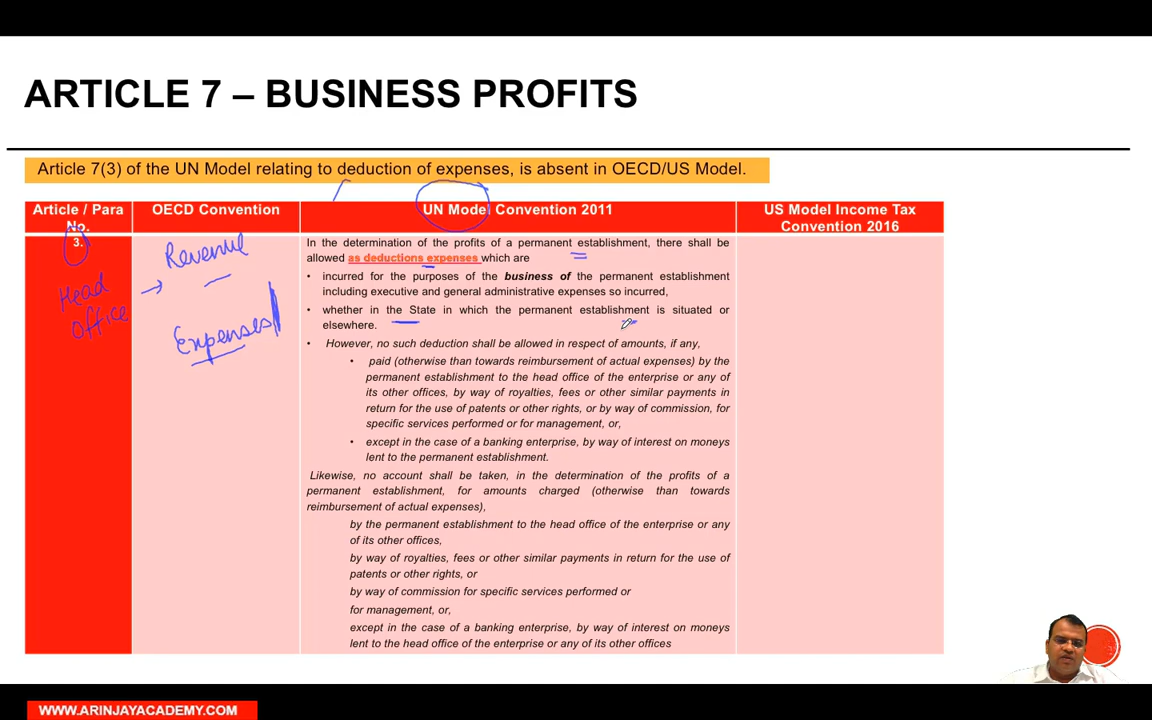 ARTICLE 7 – BUSINESS PROFITS
Article 7(3) of the UN Model relating to deduction of expenses, is absent in OECD/US Model.
Article / Para
No.
OECD Convention
UN Model Convention 2011
US Model Income Tax
Convention 2016
3.
Head
Office
Revenue
Expenses
In the determination of the profits of a permanent establishment, there shall be
allowed as deductions expenses which are
• incurred for the purposes of the business of the permanent establishment
including executive and general administrative expenses so incurred,
• whether in the State in which the permanent establishment is situated or
elsewhere.
• However, no such deduction shall be allowed in respect of amounts, if any,
• paid (otherwise than towards reimbursement of actual expenses) by the
permanent establishment to the head office of the enterprise or any of
its other offices, by way of royalties, fees or other similar payments in
return for the use of patents or other rights, or by way of commission, for
specific services performed or for management, or,
• except in the case of a banking enterprise, by way of interest on moneys
lent to the permanent establishment.
Likewise, no account shall be taken, in the determination of the profits of a
permanent establishment, for amounts charged (otherwise than towards
reimbursement of actual expenses),
by the permanent establishment to the head office of the enterprise or any
of its other offices,
by way of royalties, fees or other similar payments in return for the use of
patents or other rights, or
by way of commission for specific services performed or
for management, or,
except in the case of a banking enterprise, by way of interest on moneys
lent to the head office of the enterprise or any of its other offices
WWW.ARINJAYACADEMY.COM